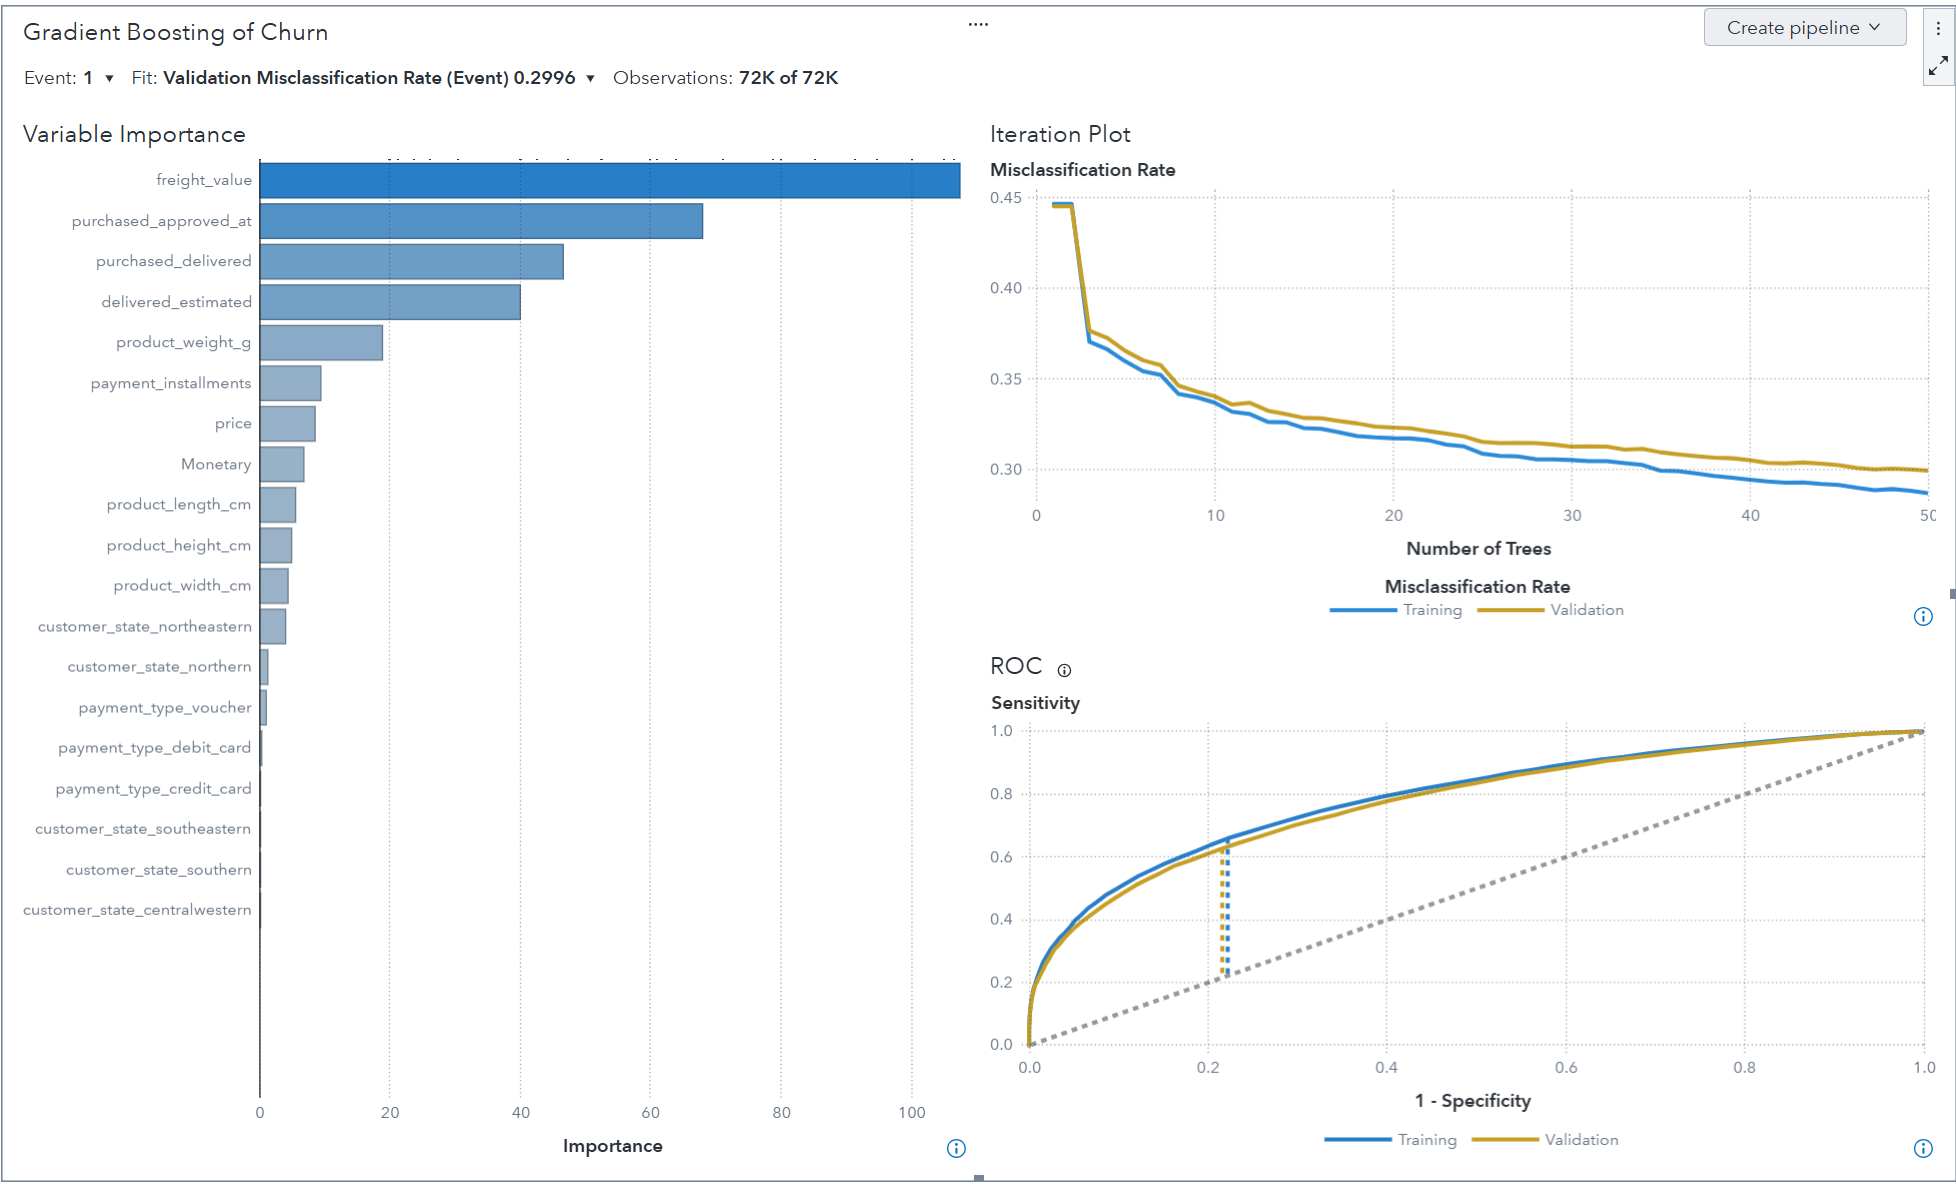 Gradient Boosting of Churn
Create pipeline
Event: 1 Fit: Validation Misclassification Rate (Event) 0.2996 Observations: 72K of 72K
Variable Importance
freight_value
purchased_approved_at
purchased_delivered
delivered_estimated
product_weight_g
payment_installments
price
Monetary
product_length_cm
product_height_cm
product_width_cm
customer_state_northeastern
customer_state_northern
payment_type_voucher
payment_type_debit_card
payment_type_credit_card
customer_state_southeastern
customer_state_southern
customer_state_centralwestern
0 20 40 60 80 100
Importance
Iteration Plot
Misclassification Rate
0.45
0.40
0.35
0.30
0 10 20 30 40 50
Number of Trees
Misclassification Rate
Training Validation
ROC
Sensitivity
1.0
0.8
0.6
0.4
0.2
0.0
0.0 0.2 0.4 0.6 0.8 1.0
1 - Specificity
Training Validation